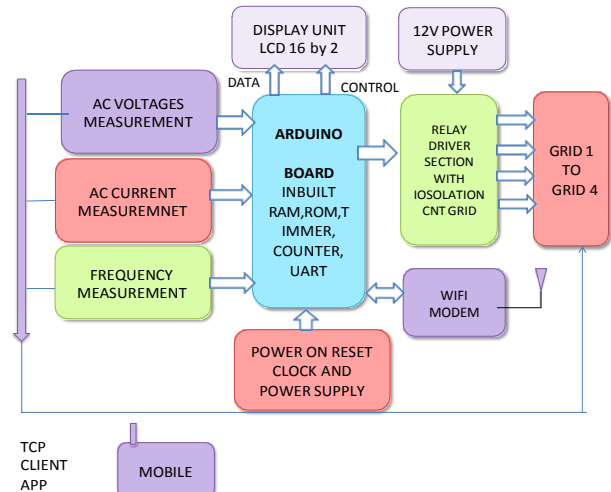 DISPLAY UNIT
LCD 16 by 2
12V POWER
SUPPLY
DATA
CONTROL
AC VOLTAGES
MEASUREMENT
AC CURRENT
MEASUREMNET
FREQUENCY
MEASUREMENT
ARDUINO
BOARD
INBUILT
RAM,ROM,T
IMMER,
COUNTER,
UART
RELAY
DRIVER
SECTION
WITH
IOSOLATION
CNT GRID
GRID 1
TO
GRID 4
WIFI
MODEM
POWER ON RESET
CLOCK AND
POWER SUPPLY
TCP
CLIENT
APP
MOBILE